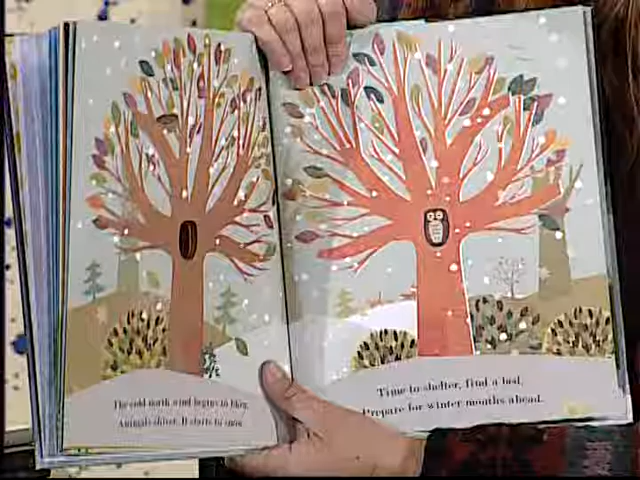 The cold north wind begins to blow,
Animals shiver. It starts to snow.
Time to shelter, find a bed,
Prepare for winter months ahead.